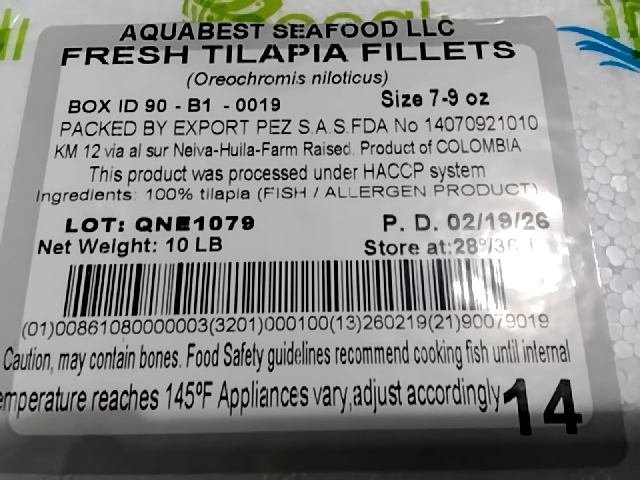 AQUABEST SEAFOOD LLC
FRESH TILAPIA FILLETS
(Oreochromis niloticus)
BOX ID 90 - B1 - 0019 Size 7-9 oz
PACKED BY EXPORT PEZ S.A.S.FDA No 14070921010
KM 12 via al sur Neiva-Huila-Farm Raised. Product of COLOMBIA
This product was processed under HACCP system
Ingredients: 100% tilapia (FISH / ALLERGEN PRODUCT)
LOT: QNE1079 P. D. 02/19/26
Net Weight: 10 LB Store at:28º/36
(01)00861080000003(3201)000100(13)260219(21)90079019
Caution, may contain bones. Food Safety guidelines recommend cooking fish until internal
emperature reaches 145ºF Appliances vary,adjust accordingly
14